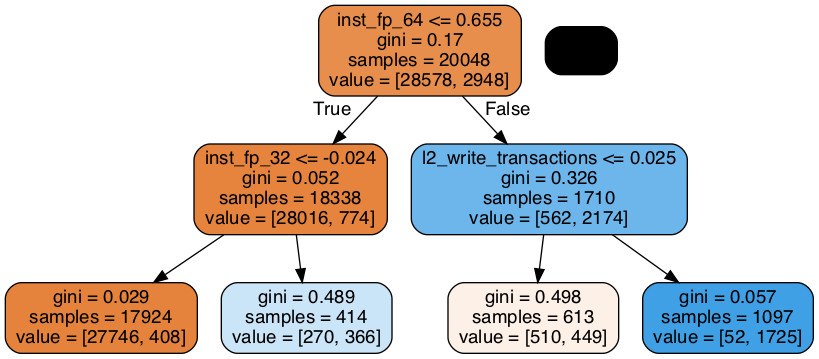 inst_fp_64 <= 0.655
gini = 0.17
samples = 20048
value = [28578, 2948]
True
False
inst_fp_32 <= -0.024
gini = 0.052
samples = 18338
value = [28016, 774]
l2_write_transactions <= 0.025
gini = 0.326
samples = 1710
value = [562, 2174]
gini = 0.029
samples = 17924
value = [27746, 408]
gini = 0.489
samples = 414
value = [270, 366]
gini = 0.498
samples = 613
value = [510, 449]
gini = 0.057
samples = 1097
value = [52, 1725]